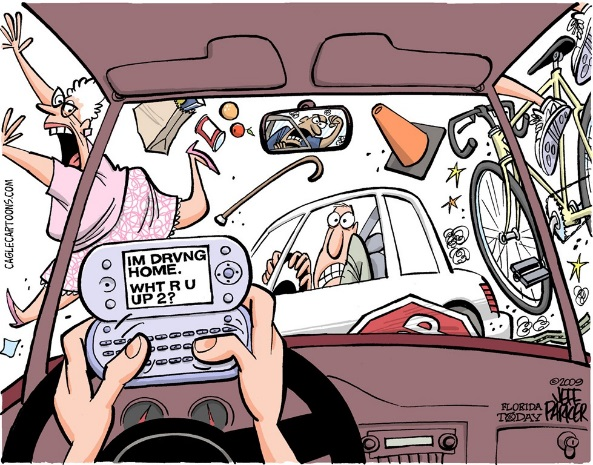 IM DRVNG
HOME.
WHT R U
UP 2?
CAGLECARTOONS.COM
©2009
JEFF
PARKER
FLORIDA
TODAY